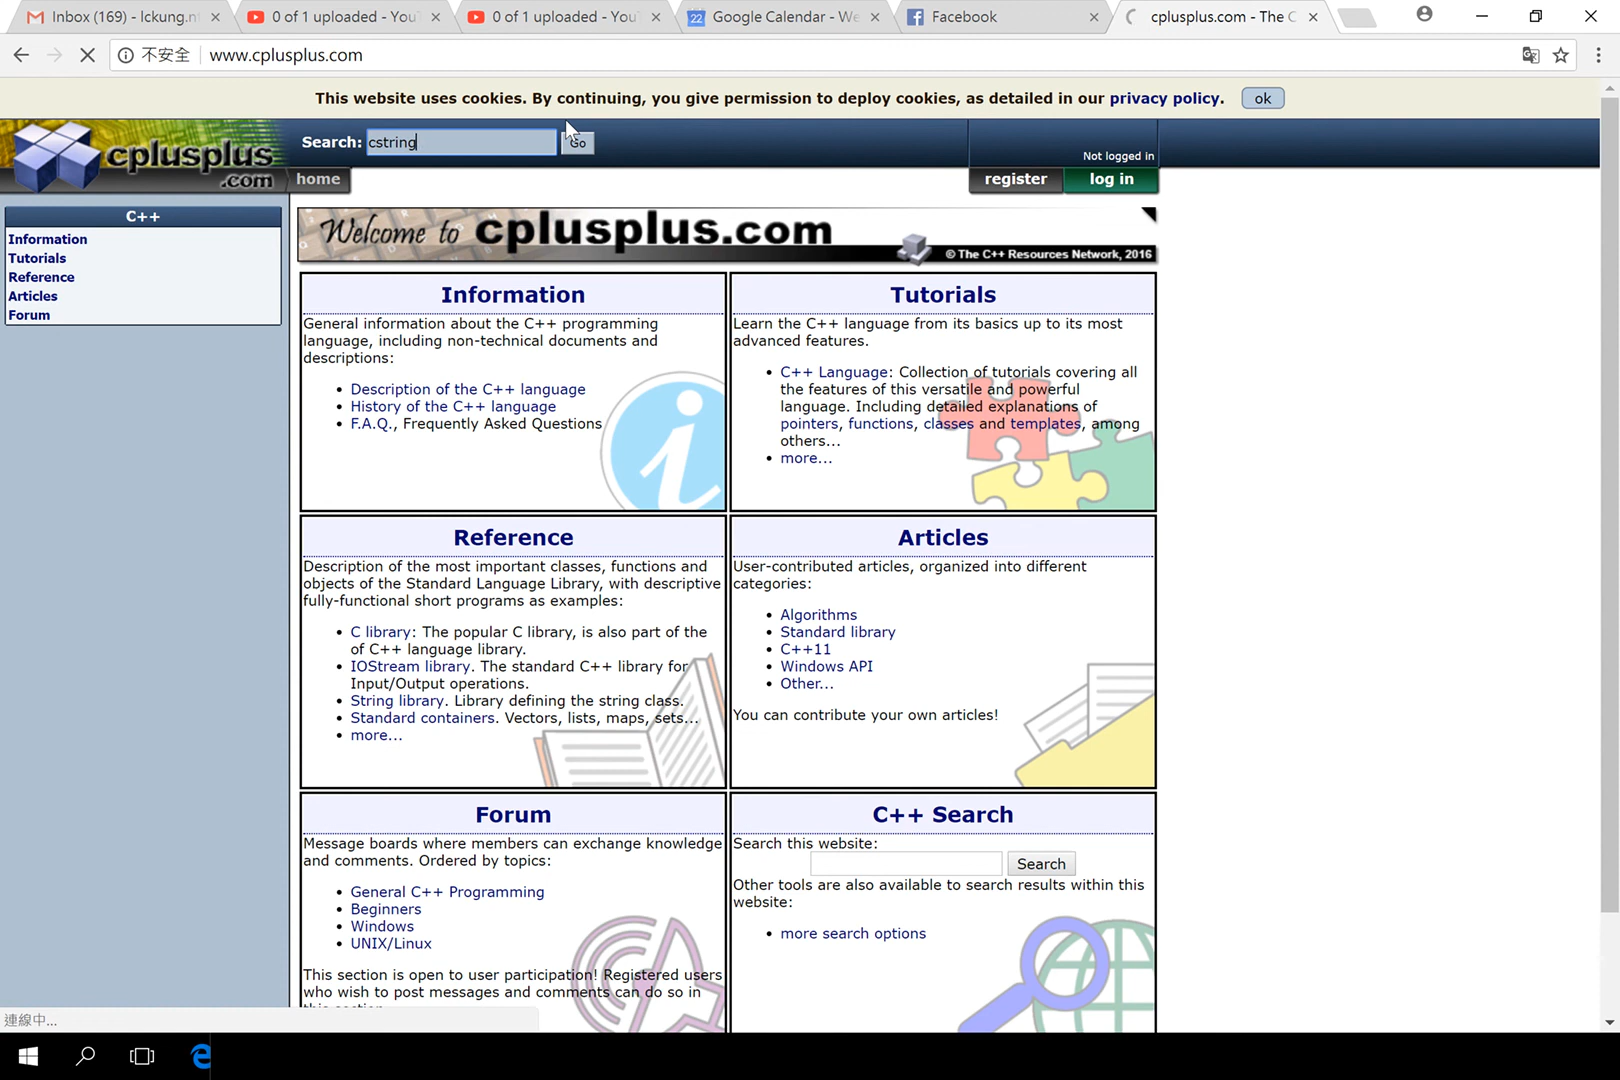 Inbox (169) - lckung.n
0 of 1 uploaded - You
0 of 1 uploaded - You
22 Google Calendar - We
Facebook
cplusplus.com - The C
不安全 www.cplusplus.com
This website uses cookies. By continuing, you give permission to deploy cookies, as detailed in our privacy policy. ok
cplusplus
.com
Search: cstring Go
Not logged in
home
register log in
C++
Information
Tutorials
Reference
Articles
Forum
Welcome to cplusplus.com
© The C++ Resources Network, 2016
Information
General information about the C++ programming
language, including non-technical documents and
descriptions:
• Description of the C++ language
• History of the C++ language
• F.A.Q., Frequently Asked Questions
Tutorials
Learn the C++ language from its basics up to its most
advanced features.
• C++ Language: Collection of tutorials covering all
the features of this versatile and powerful
language. Including detailed explanations of
pointers, functions, classes and templates, among
others...
• more...
Reference
Description of the most important classes, functions and
objects of the Standard Language Library, with descriptive
fully-functional short programs as examples:
• C library: The popular C library, is also part of the
of C++ language library.
• IOStream library. The standard C++ library for
Input/Output operations.
• String library. Library defining the string class.
• Standard containers. Vectors, lists, maps, sets...
• more...
Articles
User-contributed articles, organized into different
categories:
• Algorithms
• Standard library
• C++11
• Windows API
• Other...
You can contribute your own articles!
Forum
Message boards where members can exchange knowledge
and comments. Ordered by topics:
• General C++ Programming
• Beginners
• Windows
• UNIX/Linux
This section is open to user participation! Registered users
who wish to post messages and comments can do so in
this section
C++ Search
Search this website:
Search
Other tools are also available to search results within this
website:
• more search options
連線中...